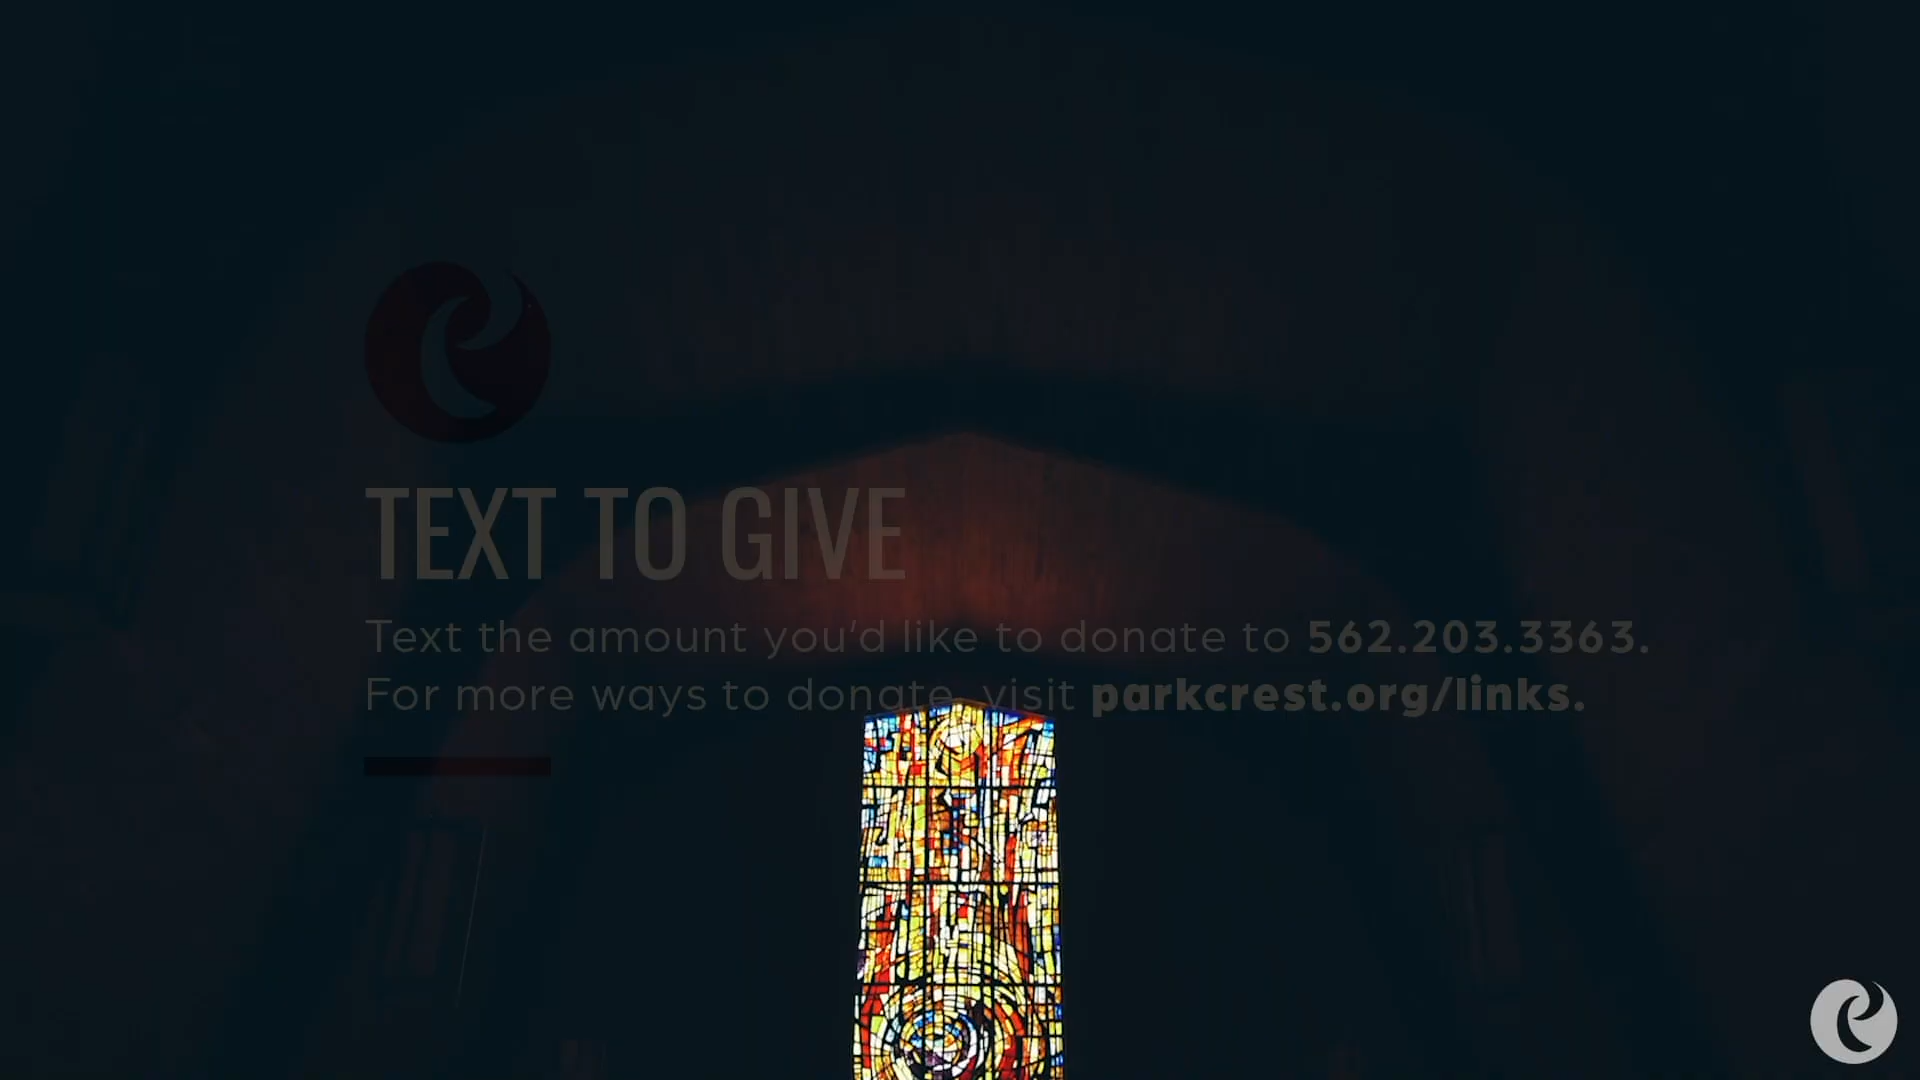 TEXT TO GIVE
Text the amount you'd like to donate to 562.203.3363.
For more ways to donate, visit parkcrest.org/links.